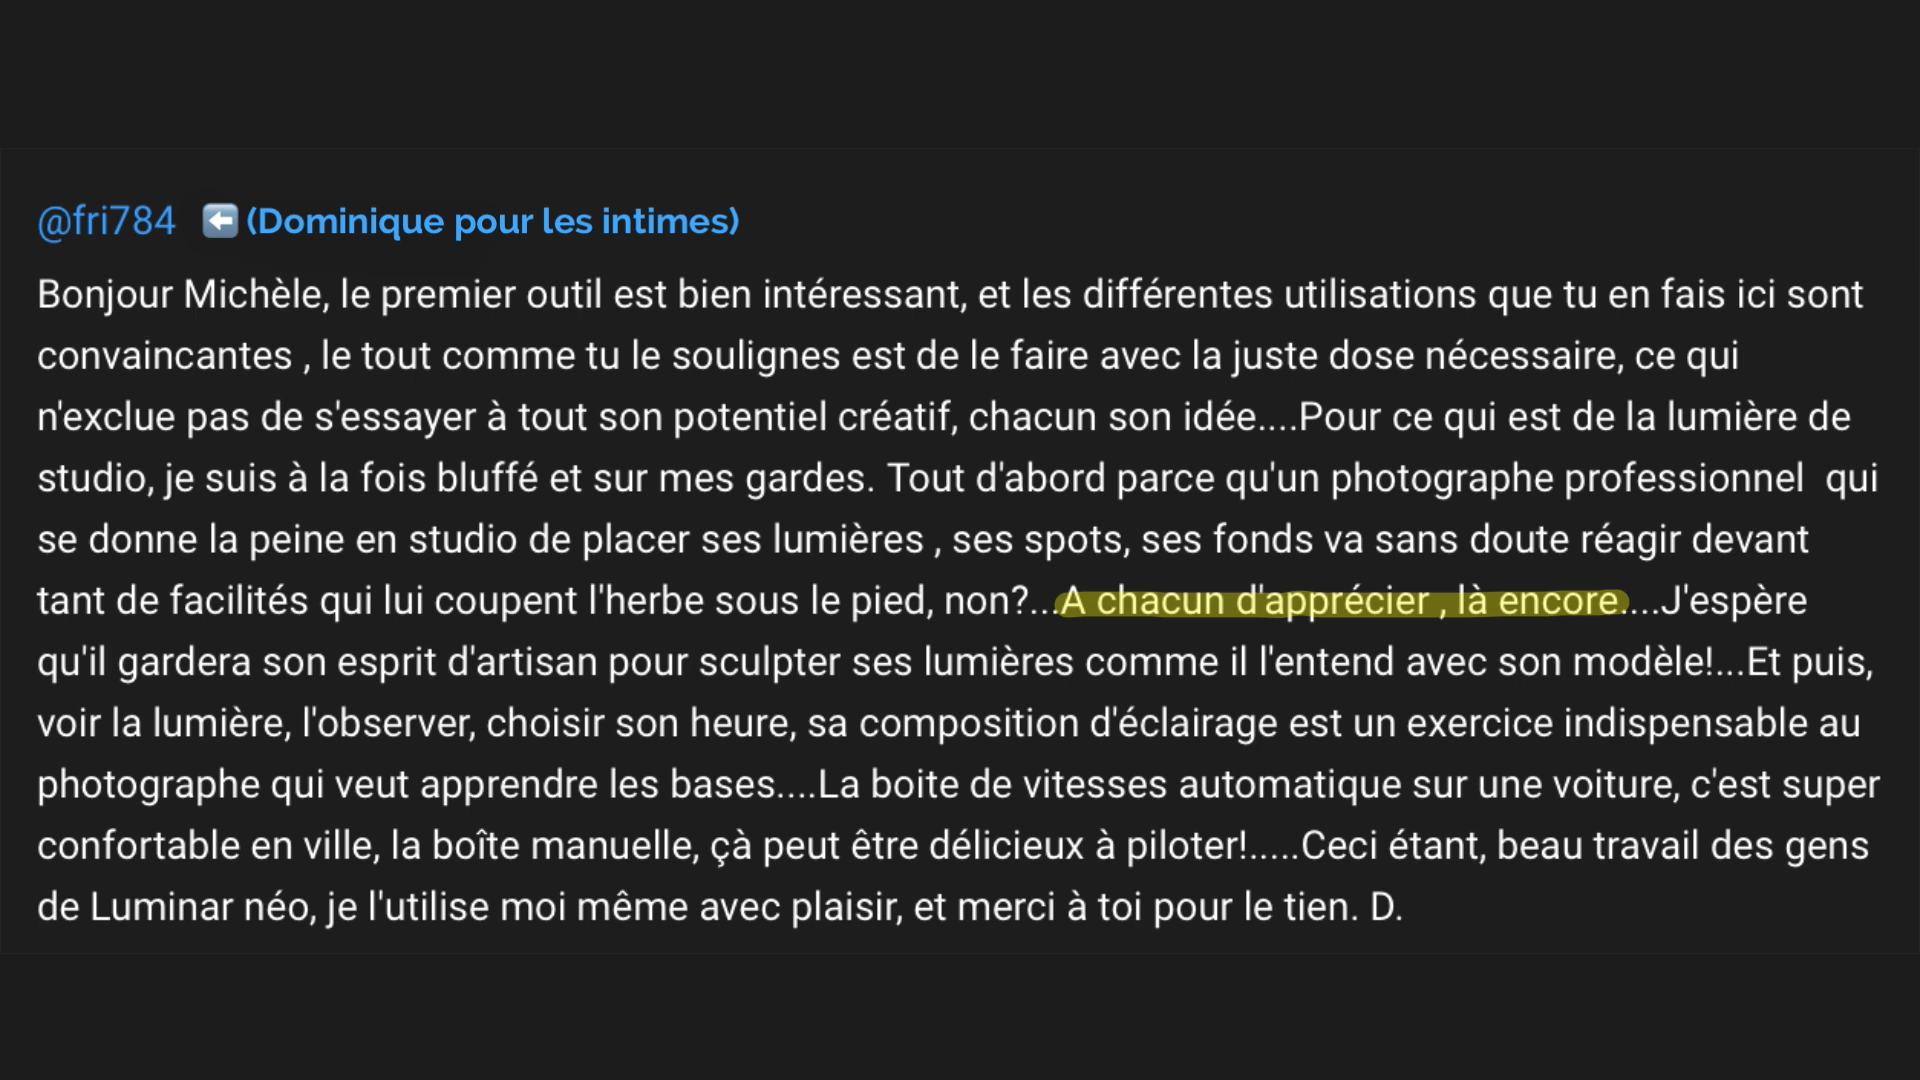 @fri784 ⬅️ (Dominique pour les intimes)
Bonjour Michèle, le premier outil est bien intéressant, et les différentes utilisations que tu en fais ici sont
convaincantes , le tout comme tu le soulignes est de le faire avec la juste dose nécessaire, ce qui
n'exclue pas de s'essayer à tout son potentiel créatif, chacun son idée....Pour ce qui est de la lumière de
studio, je suis à la fois bluffé et sur mes gardes. Tout d'abord parce qu'un photographe professionnel  qui
se donne la peine en studio de placer ses lumières , ses spots, ses fonds va sans doute réagir devant
tant de facilités qui lui coupent l'herbe sous le pied, non?...A chacun d'apprécier , là encore....J'espère
qu'il gardera son esprit d'artisan pour sculpter ses lumières comme il l'entend avec son modèle!...Et puis,
voir la lumière, l'observer, choisir son heure, sa composition d'éclairage est un exercice indispensable au
photographe qui veut apprendre les bases....La boite de vitesses automatique sur une voiture, c'est super
confortable en ville, la boîte manuelle, çà peut être délicieux à piloter!.....Ceci étant, beau travail des gens
de Luminar néo, je l'utilise moi même avec plaisir, et merci à toi pour le tien. D.